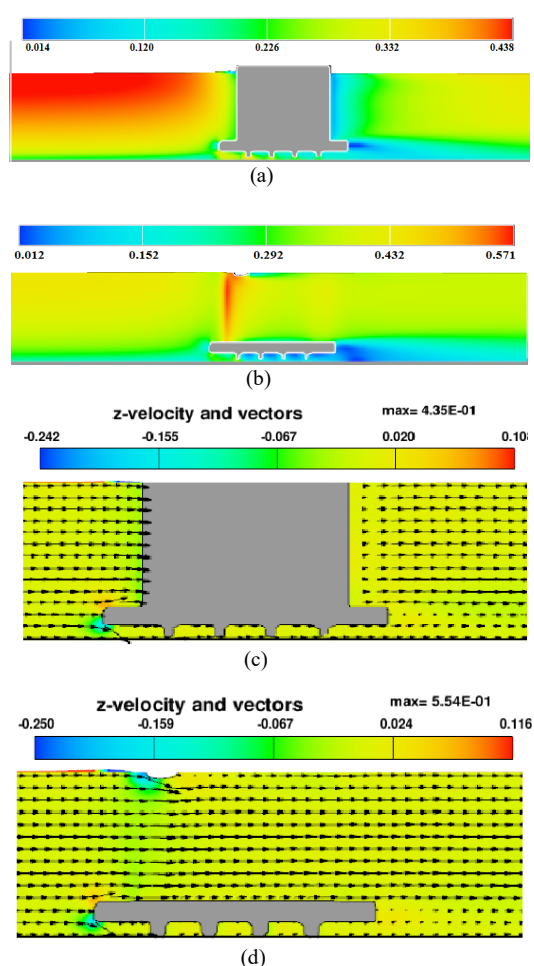 0.014 0.120 0.226 0.332 0.438
(a)
0.012 0.152 0.292 0.432 0.571
(b)
z-velocity and vectors max= 4.35E-01
-0.242 -0.155 -0.067 0.020 0.108
(c)
z-velocity and vectors max= 5.54E-01
-0.250 -0.159 -0.067 0.024 0.116
(d)